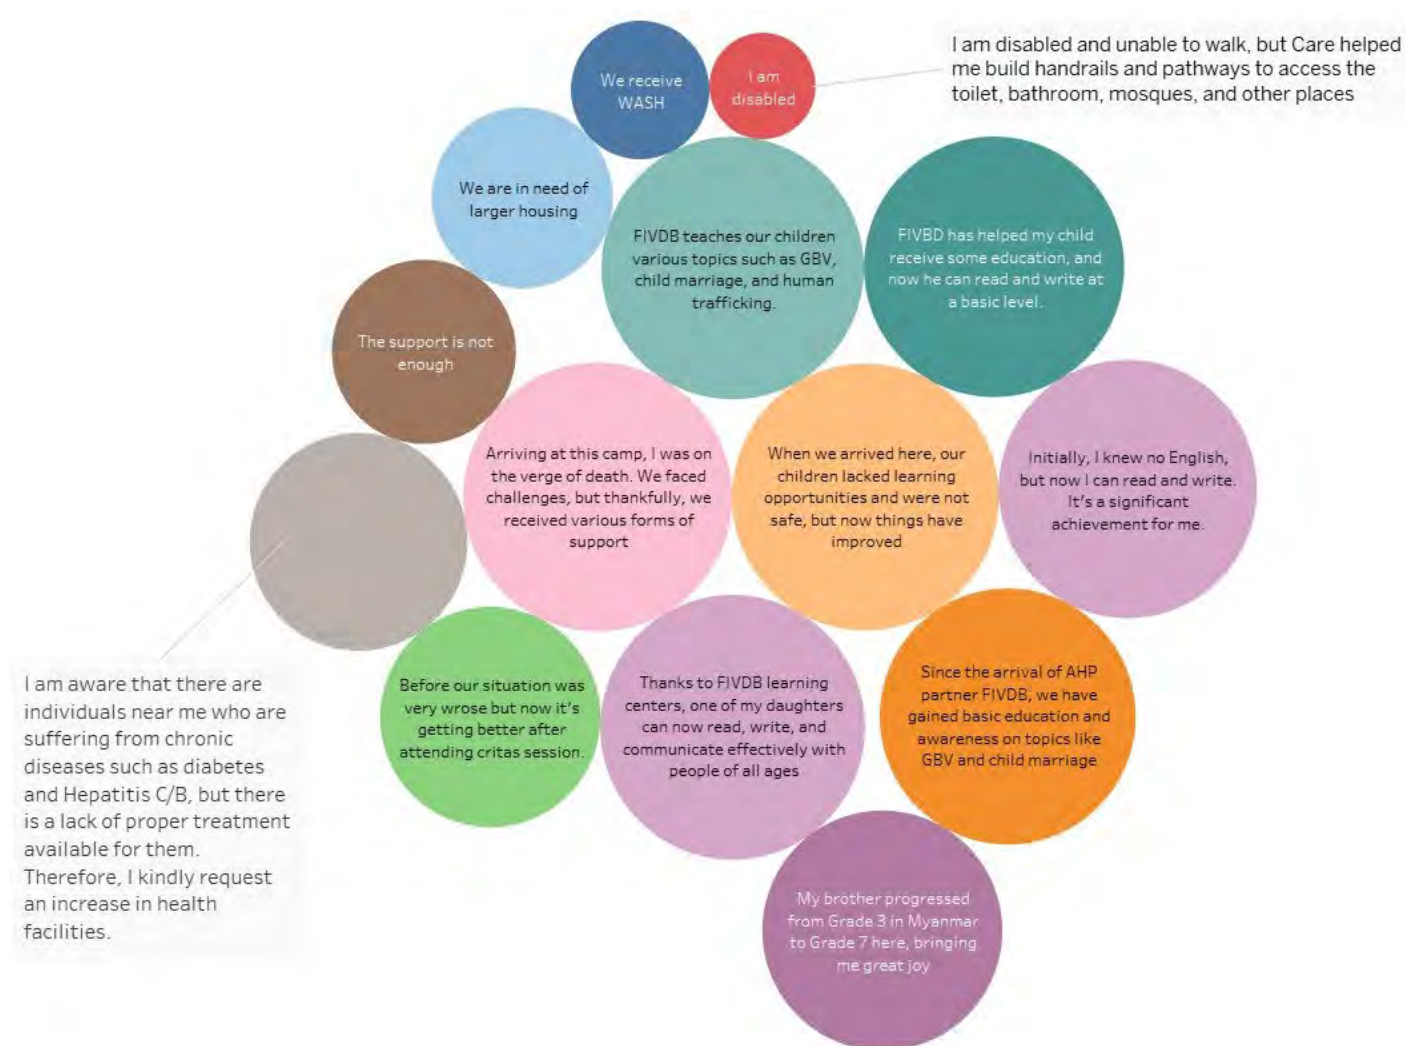 We receive
WASH
I am
disabled
I am disabled and unable to walk, but Care helped
me build handrails and pathways to access the
toilet, bathroom, mosques, and other places
We are in need of
larger housing
FIVDB teaches our children
various topics such as GBV,
child marriage, and human
trafficking.
FIVBD has helped my child
receive some education, and
now he can read and write at
a basic level.
The support is not
enough
Arriving at this camp, I was on
the verge of death. We faced
challenges, but thankfully, we
received various forms of
support
When we arrived here, our
children lacked learning
opportunities and were not
safe, but now things have
improved
Initially, I knew no English,
but now I can read and write.
It's a significant
achievement for me.
I am aware that there are
individuals near me who are
suffering from chronic
diseases such as diabetes
and Hepatitis C/B, but there
is a lack of proper treatment
available for them.
Therefore, I kindly request
an increase in health
facilities.
Before our situation was
very wrose but now it's
getting better after
attending critas session.
Thanks to FIVDB learning
centers, one of my daughters
can now read, write, and
communicate effectively with
people of all ages
Since the arrival of AHP
partner FIVDB, we have
gained basic education and
awareness on topics like
GBV and child marriage
My brother progressed
from Grade 3 in Myanmar
to Grade 7 here, bringing
me great joy